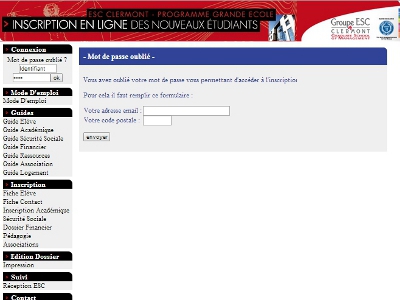 ESC CLERMONT - PROGRAMME GRANDE ECOLE
INSCRIPTION EN LIGNE DES NOUVEAUX ÉTUDIANTS
Groupe ESC
CLERMONT
Connexion
Mot de passe oublié ?
Identifiant
••••
ok
Mode D'emploi
Mode D'emploi
Guides
Guide Elève
Guide Académique
Guide Sécurité Sociale
Guide Financier
Guide Ressources
Guide Association
Guide Logement
Inscription
Fiche Elève
Fiche Contact
Inscription Académique
Sécurité Sociale
Dossier Financier
Pédagogie
Associations
Edition Dossier
Impression
Suivi
Réception ESC
Contact
- Mot de passe oublié -
Vous avez oublié votre mot de passe vous permettant d'accéder à l'inscription
Pour cela il faut remplir ce formulaire :
Votre adresse email :
Votre code postale :
envoyer